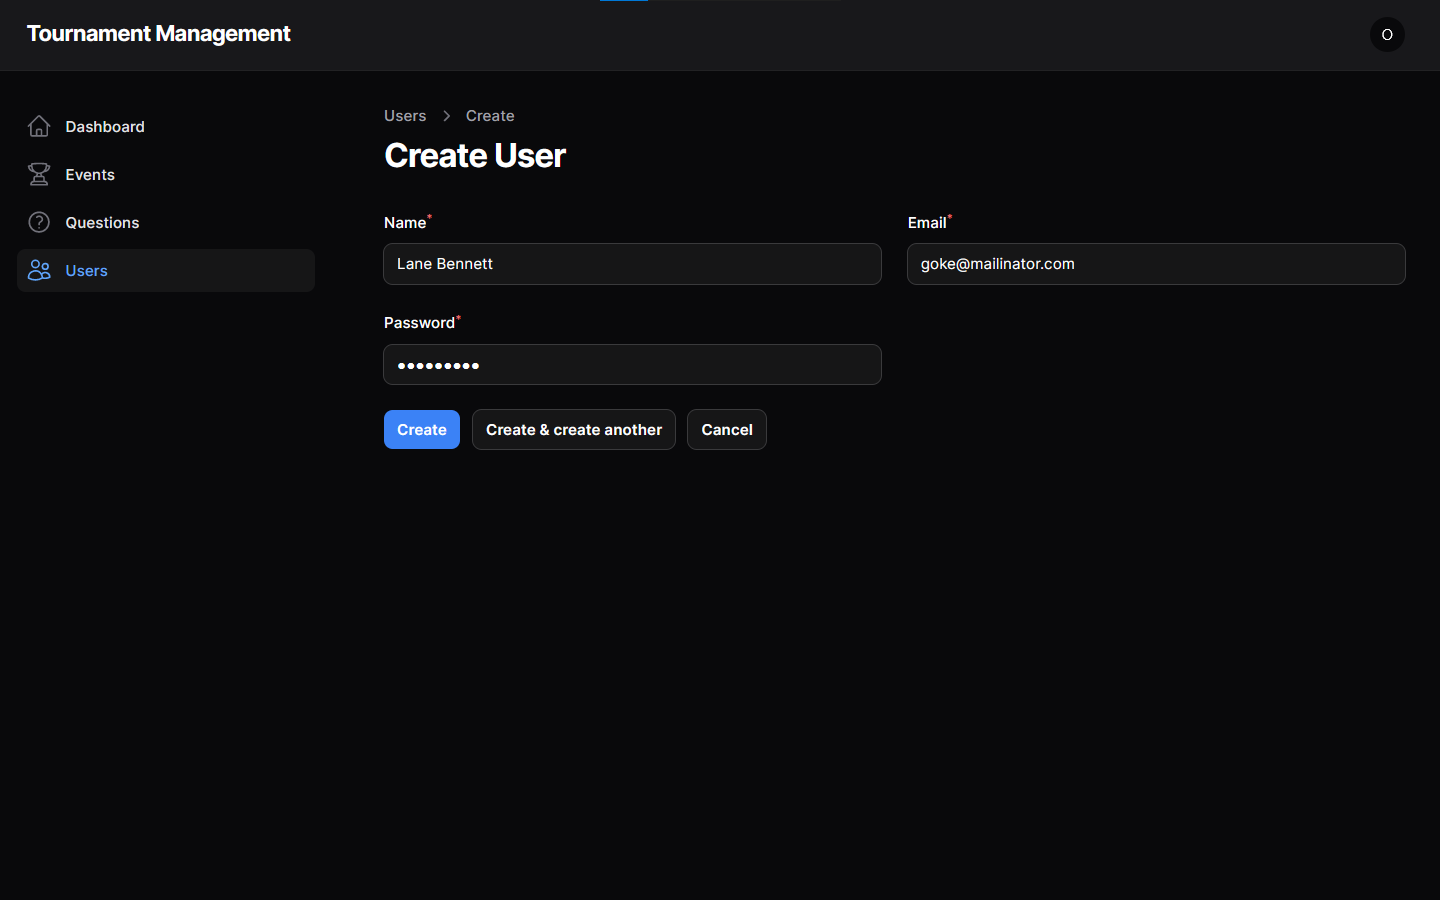 Tournament Management
O
Dashboard
Events
Questions
Users
Users > Create
Create User
Name*
Lane Bennett
Email*
goke@mailinator.com
Password*
•••••••••
Create
Create & create another
Cancel